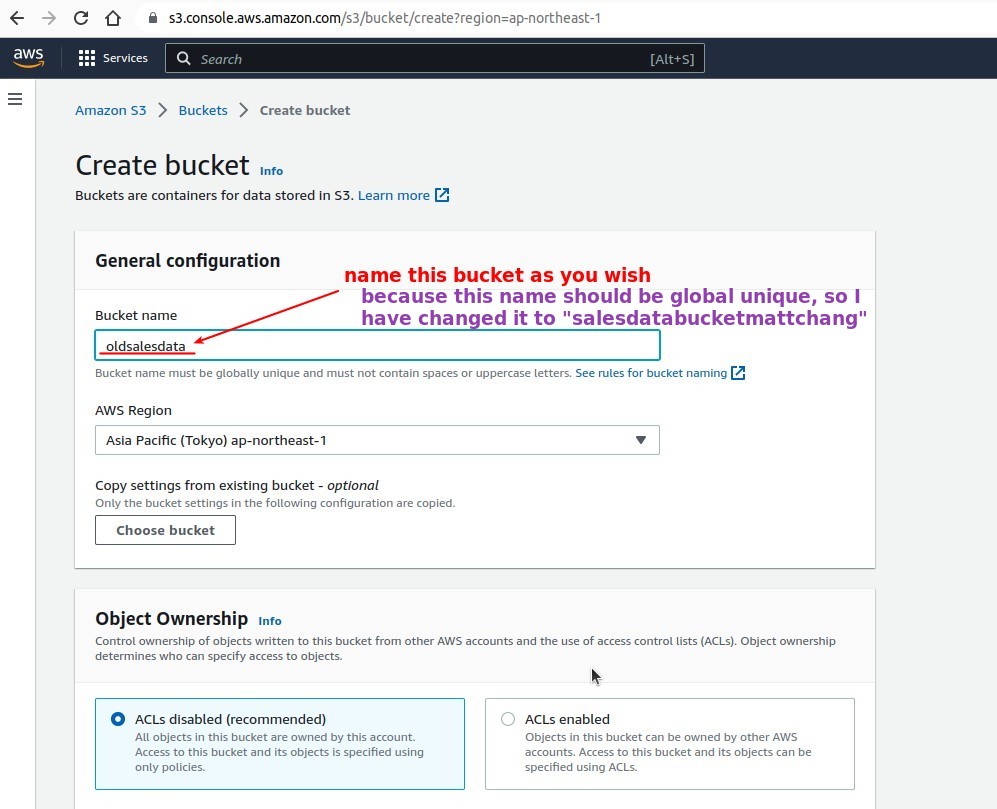 s3.console.aws.amazon.com/s3/bucket/create?region=ap-northeast-1
aws Services Search [Alt+S]
Amazon S3 > Buckets > Create bucket
Create bucket Info
Buckets are containers for data stored in S3. Learn more
General configuration
name this bucket as you wish
because this name should be global unique, so I
Bucket name
have changed it to "salesdatabucketmattchang"
oldsalesdata
Bucket name must be globally unique and must not contain spaces or uppercase letters. See rules for bucket naming
AWS Region
Asia Pacific (Tokyo) ap-northeast-1
Copy settings from existing bucket - optional
Only the bucket settings in the following configuration are copied.
Choose bucket
Object Ownership Info
Control ownership of objects written to this bucket from other AWS accounts and the use of access control lists (ACLs). Object ownership
determines who can specify access to objects.
ACLs disabled (recommended)
All objects in this bucket are owned by this account.
Access to this bucket and its objects is specified using
only policies.
ACLs enabled
Objects in this bucket can be owned by other AWS
accounts. Access to this bucket and its objects can be
specified using ACLs.